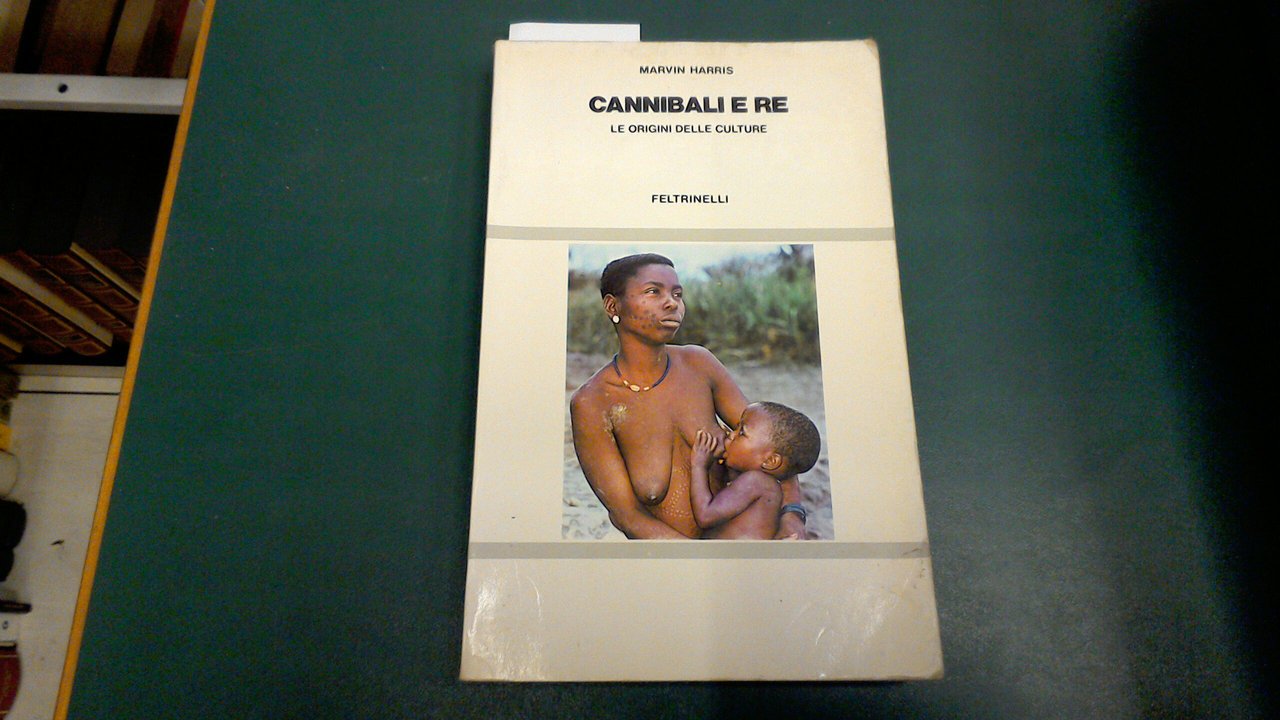 MARVIN HARRIS
CANNIBALI E RE
LE ORIGINI DELLE CULTURE
FELTRINELLI